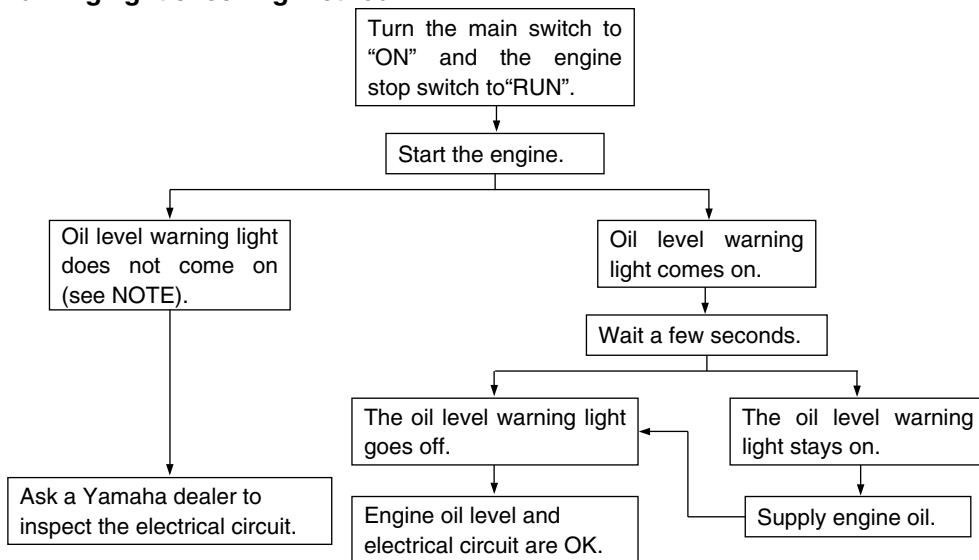 Turn the main switch to
“ON” and the engine
stop switch to“RUN”.
Start the engine.
Oil level warning light
does not come on
(see NOTE).
Oil level warning
light comes on.
Wait a few seconds.
The oil level warning light
goes off.
The oil level warning
light stays on.
Ask a Yamaha dealer to
inspect the electrical circuit.
Engine oil level and
electrical circuit are OK.
Supply engine oil.